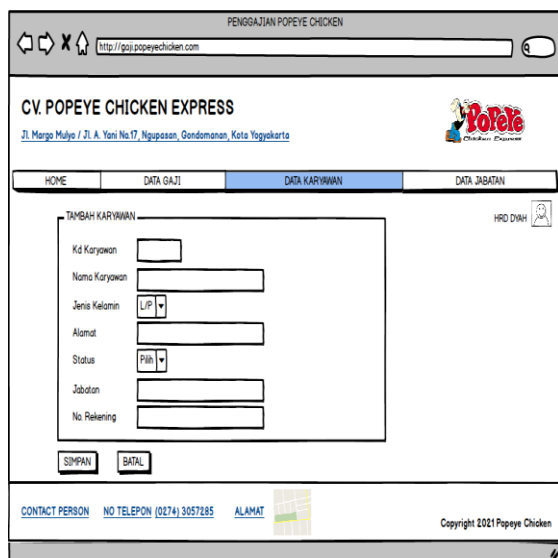 PENGGAJIAN POPEYE CHICKEN
http://gaji.popeyechicken.com
CV. POPEYE CHICKEN EXPRESS
Jl. Margo Mulyo / Jl. A. Yani No.17, Ngupasan, Gondomanan, Kota Yogyakarta
PoPeYe
Chicken Express
HOME DATA GAJI DATA KARYAWAN DATA JABATAN
HRD DYAH
TAMBAH KARYAWAN
Kd Karyawan
Nama Karyawan
Jenis Kelamin L/P
Alamat
Status Pilih
Jabatan
No. Rekening
SIMPAN BATAL
CONTACT PERSON NO TELEPON (0274) 3057285 ALAMAT
Copyright 2021 Popeye Chicken